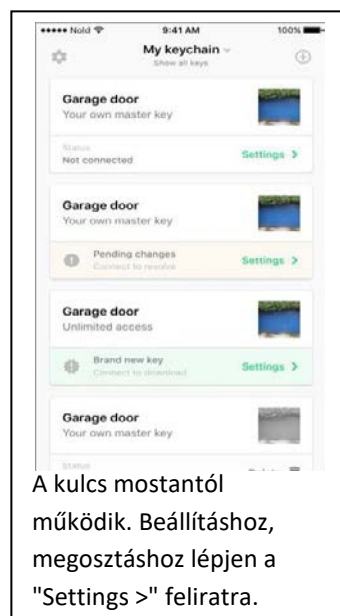 Nold 9:41 AM 100%
My keychain
Show all keys
Garage door
Your own master key
Status
Not connected
Settings >
Garage door
Your own master key
Pending changes
Connect to resolve
Settings >
Garage door
Unlimited access
Brand new key
Connect to download
Settings >
Garage door
Your own master key
Status
A kulcs mostantól
működik. Beállításhoz,
megosztáshoz lépjen a
"Settings >" feliratra.